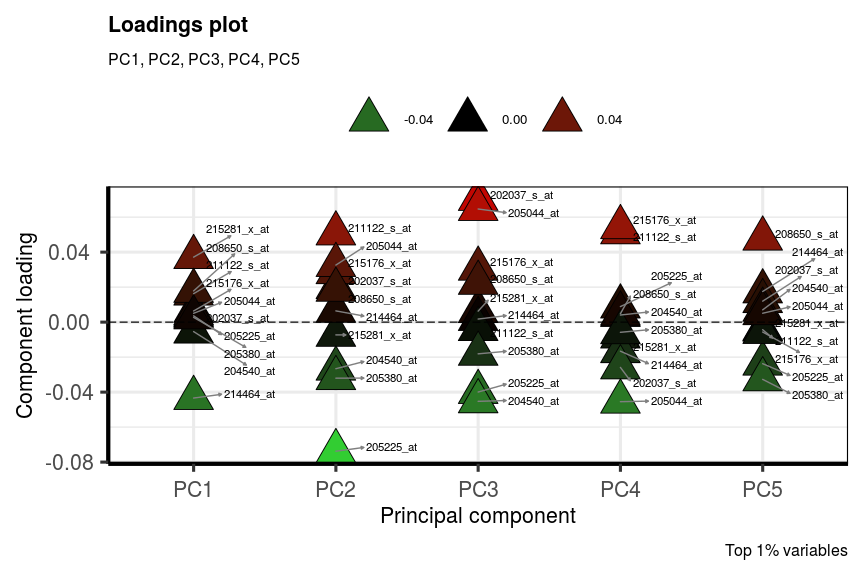 Loadings plot
PC1, PC2, PC3, PC4, PC5
-0.04
0.00
0.04
Component loading
0.04
0.00
-0.04
-0.08
215281_x_at
208650_s_at
211122_s_at
215176_x_at
205044_at
202037_s_at
205225_at
205380_at
204540_at
214464_at
211122_s_at
205044_at
215176_x_at
202037_s_at
208650_s_at
214464_at
215281_x_at
204540_at
205380_at
205225_at
202037_s_at
205044_at
215176_x_at
208650_s_at
215281_x_at
214464_at
211122_s_at
205380_at
205225_at
204540_at
215176_x_at
211122_s_at
205225_at
208650_s_at
204540_at
205380_at
215281_x_at
214464_at
202037_s_at
205044_at
208650_s_at
214464_at
202037_s_at
204540_at
205044_at
215281_x_at
211122_s_at
215176_x_at
205225_at
205380_at
PC1
PC2
PC3
PC4
PC5
Principal component
Top 1% variables